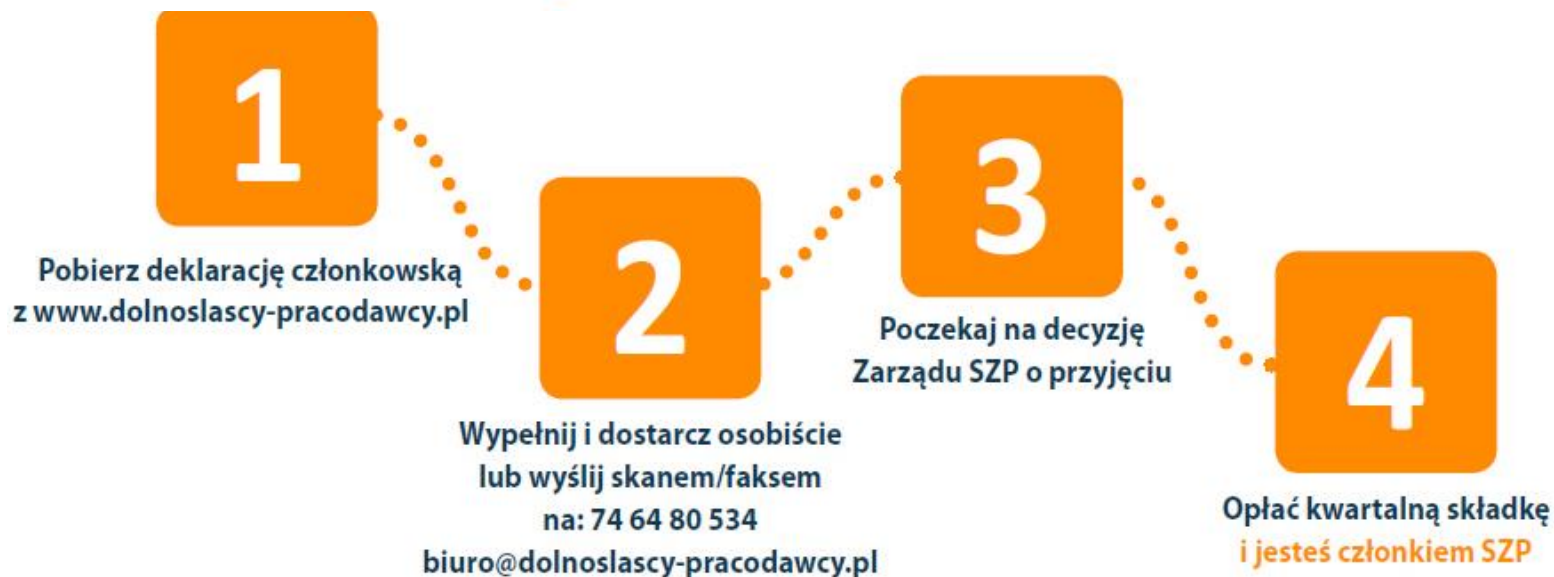 1
Pobierz deklarację członkowską
z www.dolnoslascy-pracodawcy.pl
2
Wypełnij i dostarcz osobiście
lub wyślij skanem/faksem
na: 74 64 80 534
biuro@dolnoslascy-pracodawcy.pl
3
Poczekaj na decyzję
Zarządu SZP o przyjęciu
4
Opłać kwartalną składkę
i jesteś członkiem SZP